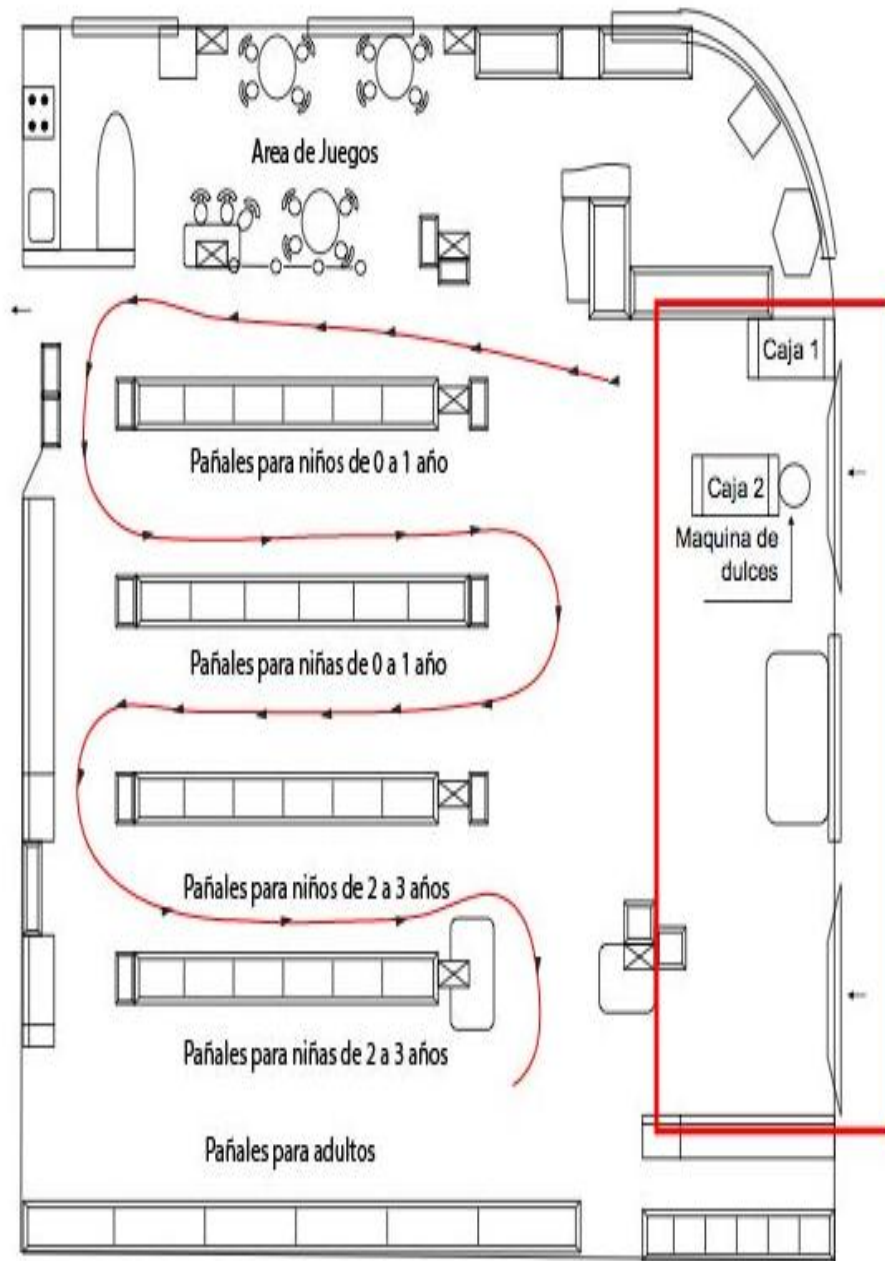 Area de Juegos
Caja 1
Pañales para niños de 0 a 1 año
Caja 2
Maquina de
dulces
Pañales para niñas de 0 a 1 año
Pañales para niños de 2 a 3 años
Pañales para niñas de 2 a 3 años
Pañales para adultos